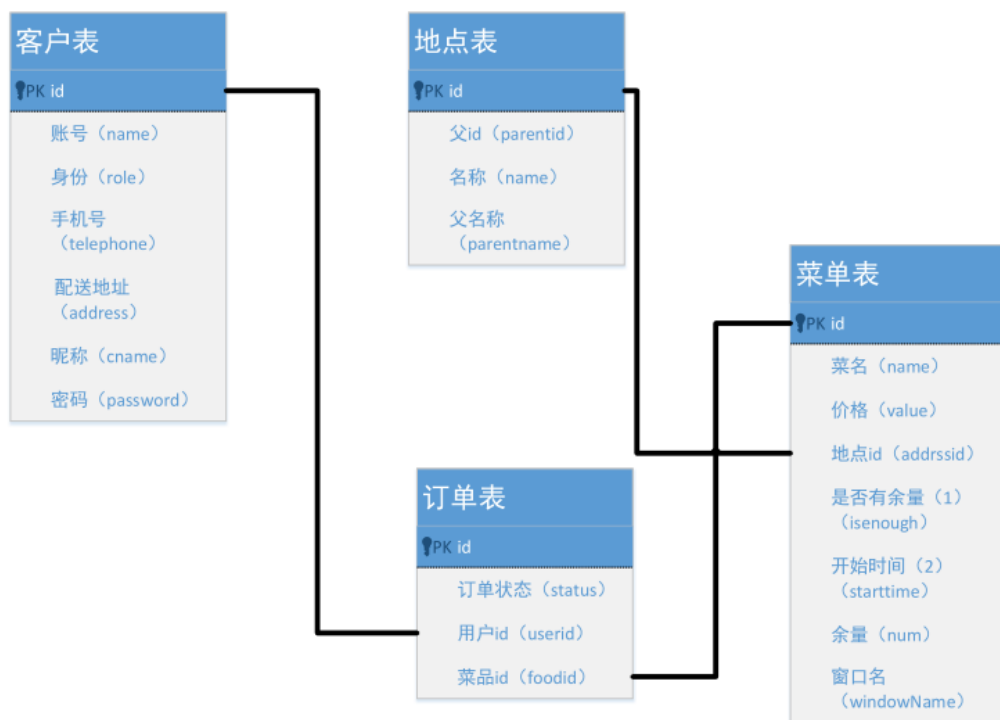 客户表
PK id
账号（name）
身份（role）
手机号
（telephone）
配送地址
（address）
昵称（cname）
密码（password）
地点表
PK id
父id（parentid）
名称（name）
父名称
（parentname）
菜单表
PK id
菜名（name）
价格（value）
地点id（addrssid）
是否有余量（1）
（isenough）
开始时间（2）
（starttime）
余量（num）
窗口名
（windowName）
订单表
PK id
订单状态（status）
用户id（userid）
菜品id（foodid）